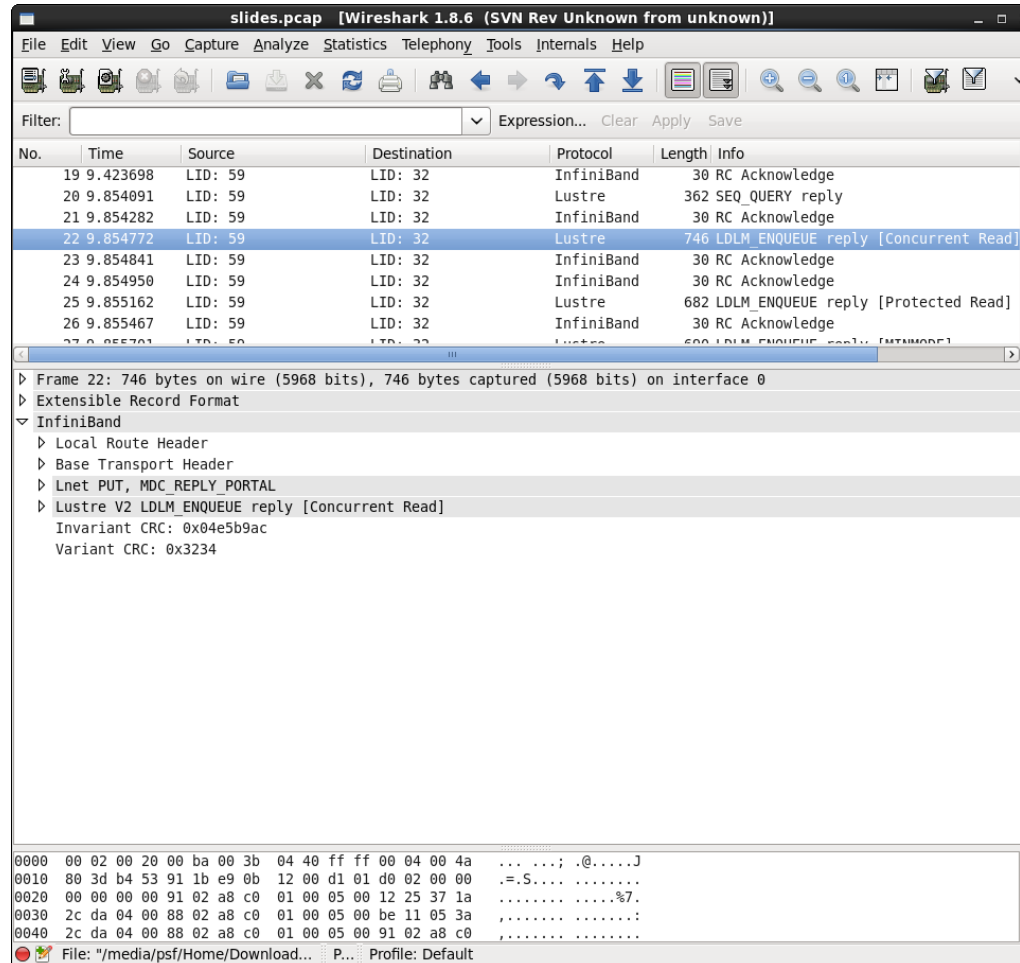 slides.pcap [Wireshark 1.8.6 (SVN Rev Unknown from unknown)]
File Edit View Go Capture Analyze Statistics Telephony Tools Internals Help
Filter: Expression... Clear Apply Save
No. Time Source Destination Protocol Length Info
19 9.423698 LID: 59 LID: 32 InfiniBand 30 RC Acknowledge
20 9.854091 LID: 59 LID: 32 Lustre 362 SEQ_QUERY reply
21 9.854282 LID: 59 LID: 32 InfiniBand 30 RC Acknowledge
22 9.854772 LID: 59 LID: 32 Lustre 746 LDLM_ENQUEUE reply [Concurrent Read]
23 9.854841 LID: 59 LID: 32 InfiniBand 30 RC Acknowledge
24 9.854950 LID: 59 LID: 32 InfiniBand 30 RC Acknowledge
25 9.855162 LID: 59 LID: 32 Lustre 682 LDLM_ENQUEUE reply [Protected Read]
26 9.855467 LID: 59 LID: 32 InfiniBand 30 RC Acknowledge
LID: 59 LID: 32 Lustre LDLM_ENQUEUE reply [MINMODE]
Frame 22: 746 bytes on wire (5968 bits), 746 bytes captured (5968 bits) on interface 0
Extensible Record Format
InfiniBand
Local Route Header
Base Transport Header
Lnet PUT, MDC_REPLY_PORTAL
Lustre V2 LDLM_ENQUEUE reply [Concurrent Read]
Invariant CRC: 0x04e5b9ac
Variant CRC: 0x3234
0000 00 02 00 20 00 ba 00 3b 04 40 ff ff 00 04 00 4a ... ...; .@.....J
0010 80 3d b4 53 91 1b e9 0b 12 00 d1 01 d0 02 00 00 .=.S.... ........
0020 00 00 00 00 91 02 a8 c0 01 00 05 00 12 25 37 1a ........ .....%7.
0030 2c da 04 00 88 02 a8 c0 01 00 05 00 be 11 05 3a ,....... .......:
0040 2c da 04 00 88 02 a8 c0 01 00 05 00 91 02 a8 c0 ,....... ........
File: "/media/psf/Home/Download... P... Profile: Default